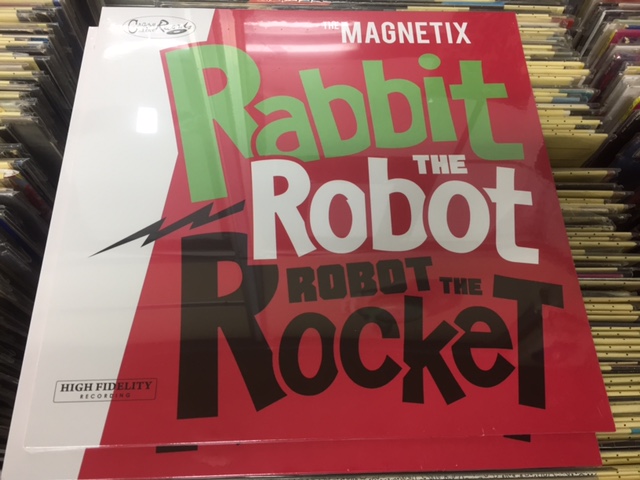 THE MAGNETIX
Rabbit
THE
Robot
ROBOT THE
RockeT
HIGH FIDELITY
RECORDING